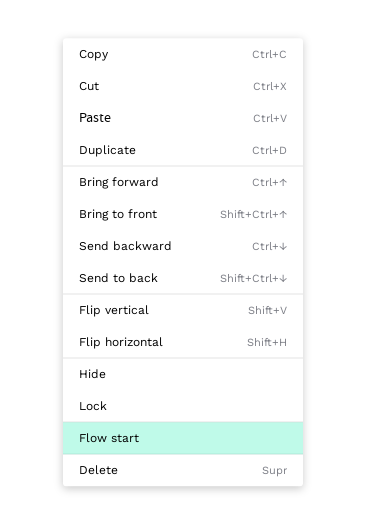 Copy Ctrl+C
Cut Ctrl+X
Paste Ctrl+V
Duplicate Ctrl+D
Bring forward Ctrl+↑
Bring to front Shift+Ctrl+↑
Send backward Ctrl+↓
Send to back Shift+Ctrl+↓
Flip vertical Shift+V
Flip horizontal Shift+H
Hide
Lock
Flow start
Delete Supr